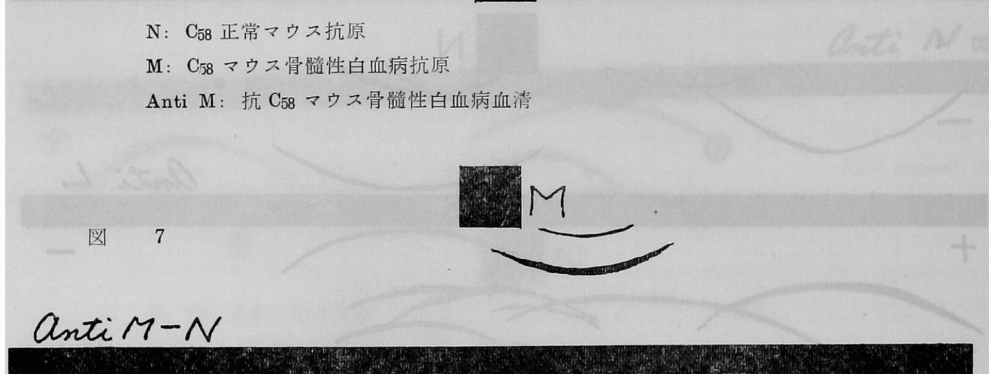 N: C58 正常マウス抗原
M: C58 マウス骨髄性白血病抗原
Anti M: 抗 C58 マウス骨髄性白血病血清
M
図 7
Anti M-N